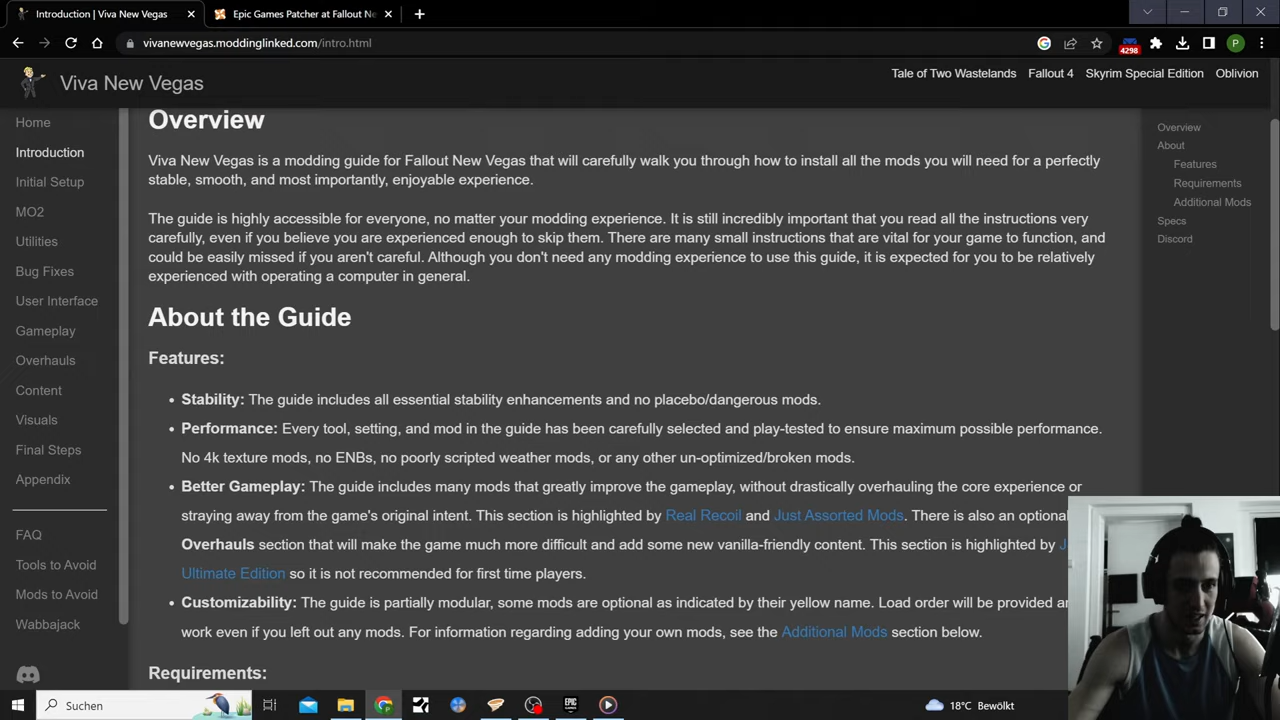 Introduction | Viva New Vegas
Epic Games Patcher at Fallout Ne
vivanewvegas.moddinglinked.com/intro.html
4298
P
Viva New Vegas
Tale of Two Wastelands Fallout 4 Skyrim Special Edition Oblivion
Home
Introduction
Initial Setup
MO2
Utilities
Bug Fixes
User Interface
Gameplay
Overhauls
Content
Visuals
Final Steps
Appendix
FAQ
Tools to Avoid
Mods to Avoid
Wabbajack
Overview
Viva New Vegas is a modding guide for Fallout New Vegas that will carefully walk you through how to install all the mods you will need for a perfectly
stable, smooth, and most importantly, enjoyable experience.
The guide is highly accessible for everyone, no matter your modding experience. It is still incredibly important that you read all the instructions very
carefully, even if you believe you are experienced enough to skip them. There are many small instructions that are vital for your game to function, and
could be easily missed if you aren't careful. Although you don't need any modding experience to use this guide, it is expected for you to be relatively
experienced with operating a computer in general.
About the Guide
Features:
• Stability: The guide includes all essential stability enhancements and no placebo/dangerous mods.
• Performance: Every tool, setting, and mod in the guide has been carefully selected and play-tested to ensure maximum possible performance.
No 4k texture mods, no ENBs, no poorly scripted weather mods, or any other un-optimized/broken mods.
• Better Gameplay: The guide includes many mods that greatly improve the gameplay, without drastically overhauling the core experience or
straying away from the game's original intent. This section is highlighted by Real Recoil and Just Assorted Mods. There is also an optional
Overhauls section that will make the game much more difficult and add some new vanilla-friendly content. This section is highlighted by J
Ultimate Edition so it is not recommended for first time players.
• Customizability: The guide is partially modular, some mods are optional as indicated by their yellow name. Load order will be provided a
work even if you left out any mods. For information regarding adding your own mods, see the Additional Mods section below.
Requirements:
Overview
About
Features
Requirements
Additional Mods
Specs
Discord
Suchen
EPIC
18°C Bewölkt